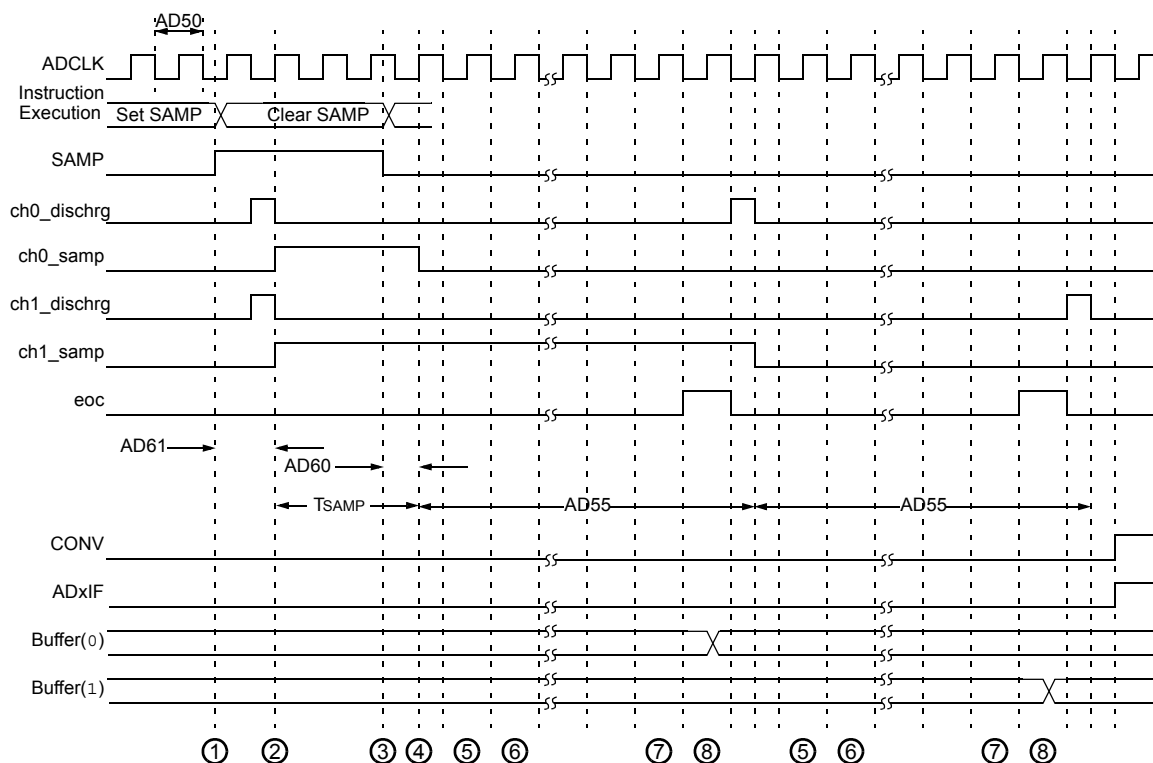 AD50
ADCLK
Instruction
Execution
Set SAMP
Clear SAMP
SAMP
ch0_dischrg
ch0_samp
ch1_dischrg
ch1_samp
eoc
AD61
AD60
TSAMP
AD55
AD55
CONV
ADxIF
Buffer(0)
Buffer(1)
① ② ③ ④ ⑤ ⑥ ⑦ ⑧ ⑤ ⑥ ⑦ ⑧